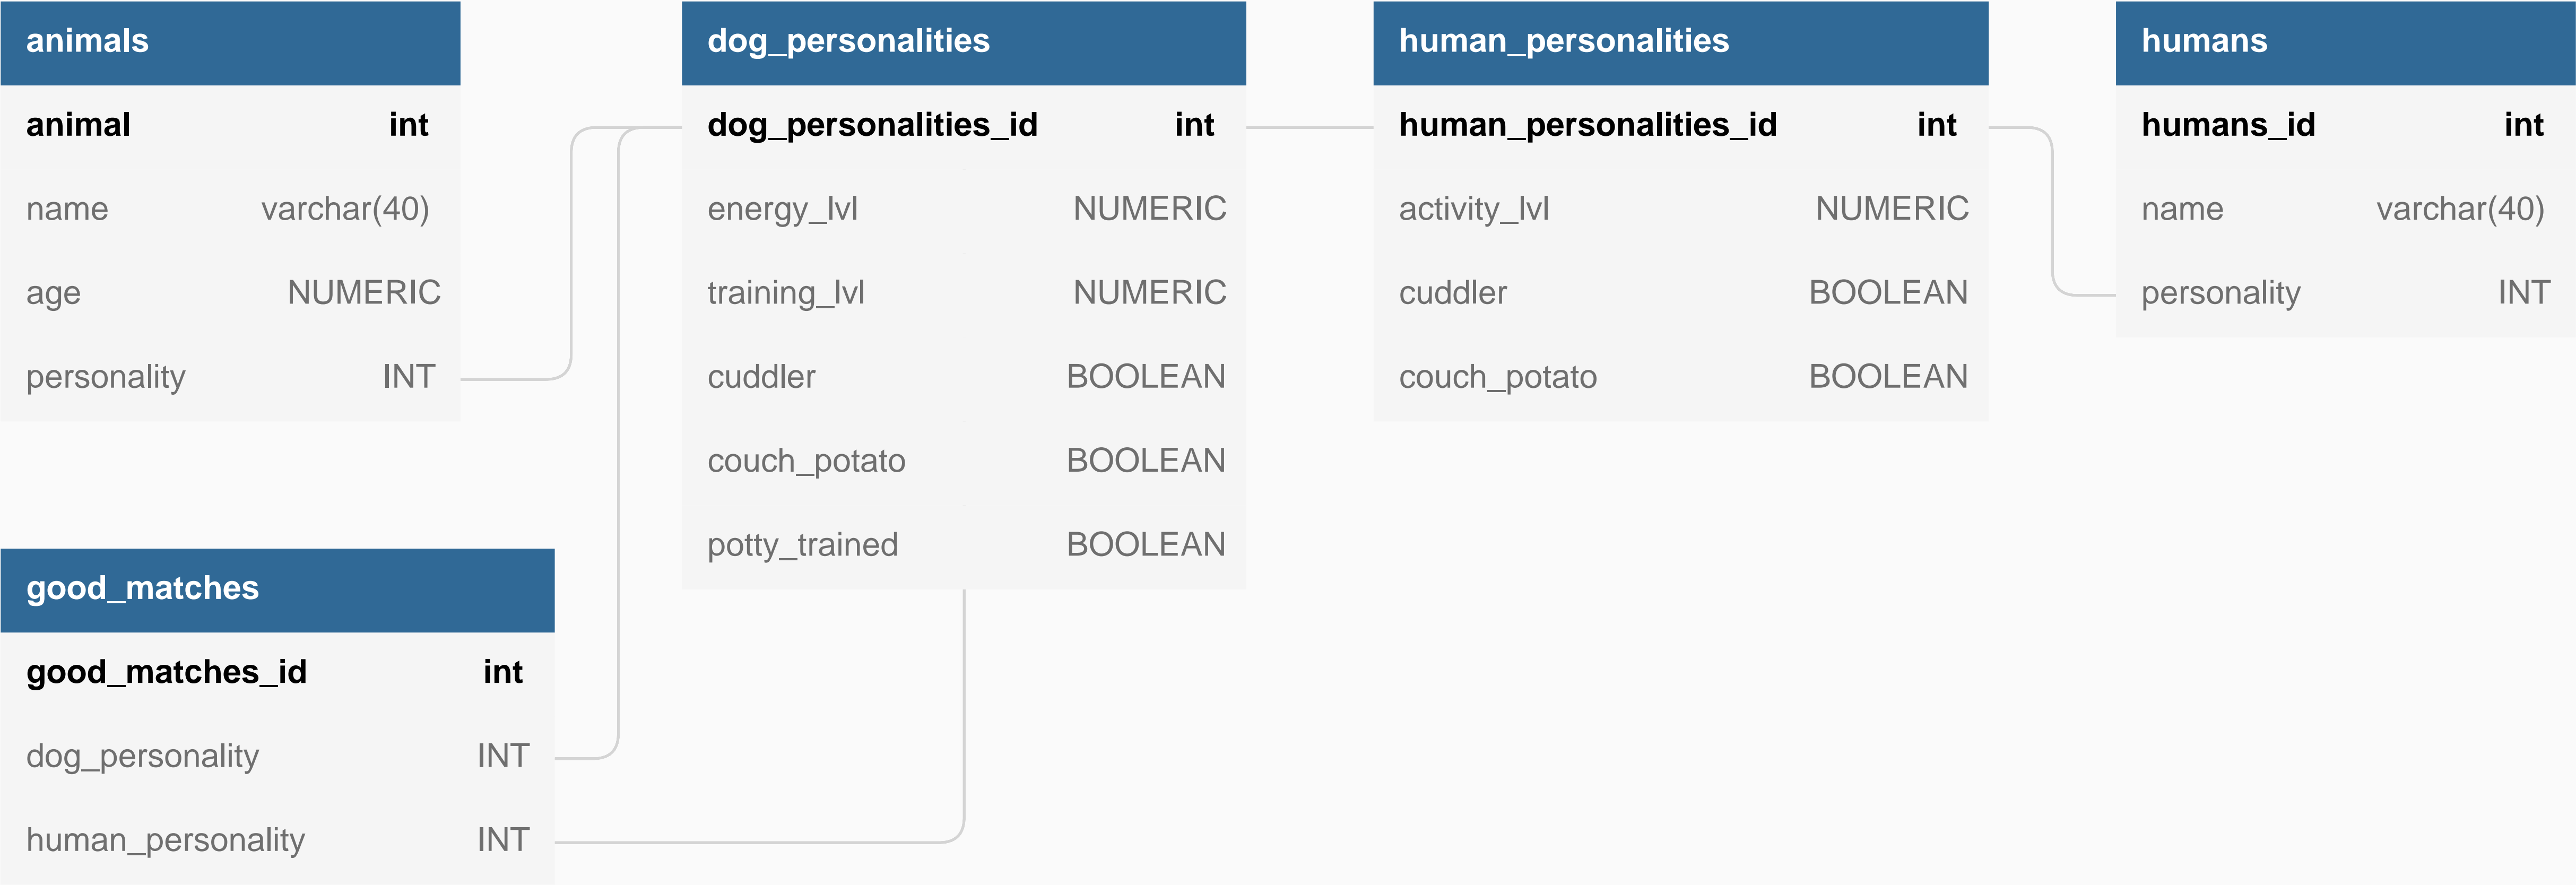 animals
animal int
name varchar(40)
age NUMERIC
personality INT
dog_personalities
dog_personalities_id int
energy_lvl NUMERIC
training_lvl NUMERIC
cuddler BOOLEAN
couch_potato BOOLEAN
potty_trained BOOLEAN
human_personalities
human_personalities_id int
activity_lvl NUMERIC
cuddler BOOLEAN
couch_potato BOOLEAN
humans
humans_id int
name varchar(40)
personality INT
good_matches
good_matches_id int
dog_personality INT
human_personality INT